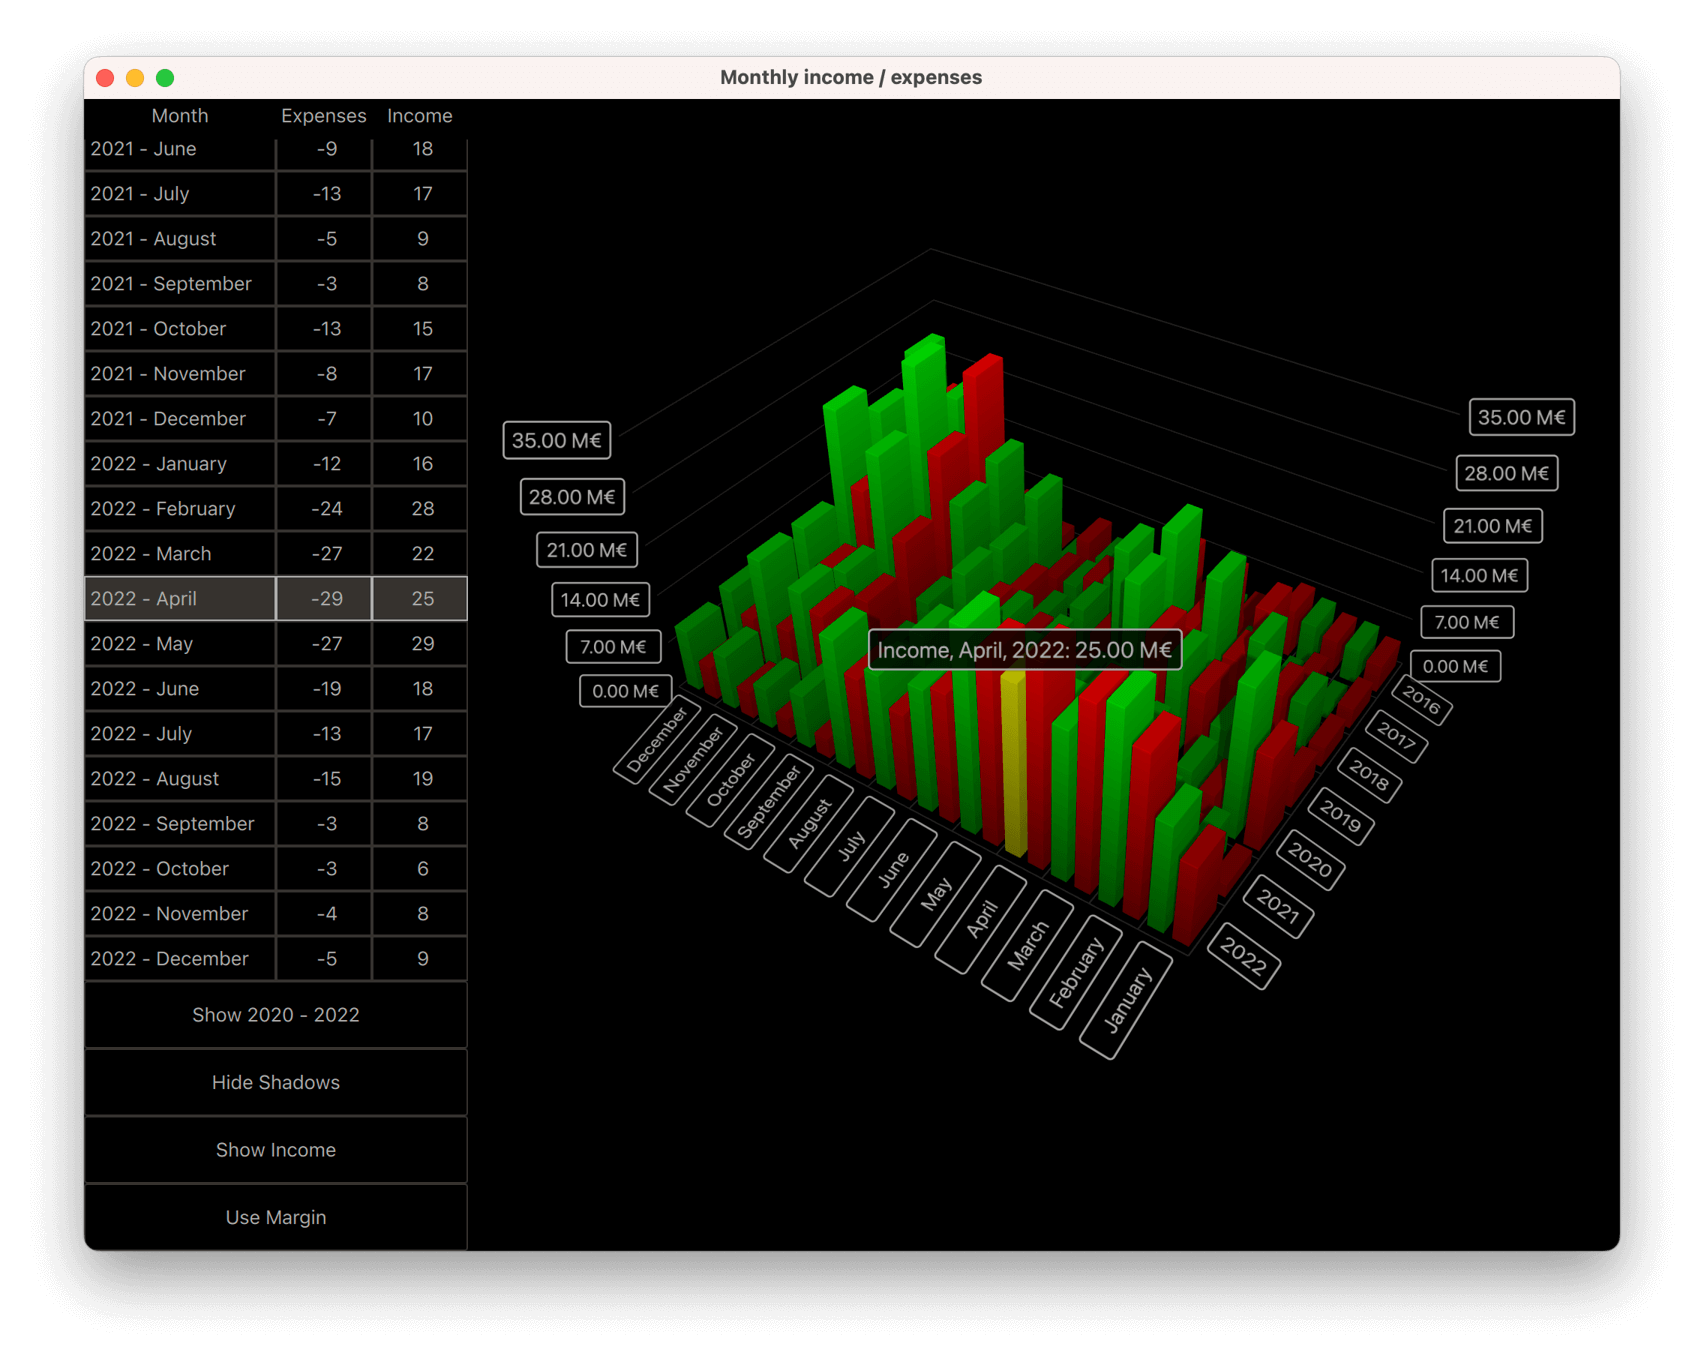 Monthly income / expenses
Month Expenses Income
2021 - June -9 18
2021 - July -13 17
2021 - August -5 9
2021 - September -3 8
2021 - October -13 15
2021 - November -8 17
2021 - December -7 10
2022 - January -12 16
2022 - February -24 28
2022 - March -27 22
2022 - April -29 25
2022 - May -27 29
2022 - June -19 18
2022 - July -13 17
2022 - August -15 19
2022 - September -3 8
2022 - October -3 6
2022 - November -4 8
2022 - December -5 9
Show 2020 - 2022
Hide Shadows
Show Income
Use Margin
35.00 M€
28.00 M€
21.00 M€
14.00 M€
7.00 M€
0.00 M€
Income, April, 2022: 25.00 M€
35.00 M€
28.00 M€
21.00 M€
14.00 M€
7.00 M€
0.00 M€
December
November
October
September
August
July
June
May
April
March
February
January
2016
2017
2018
2019
2020
2021
2022